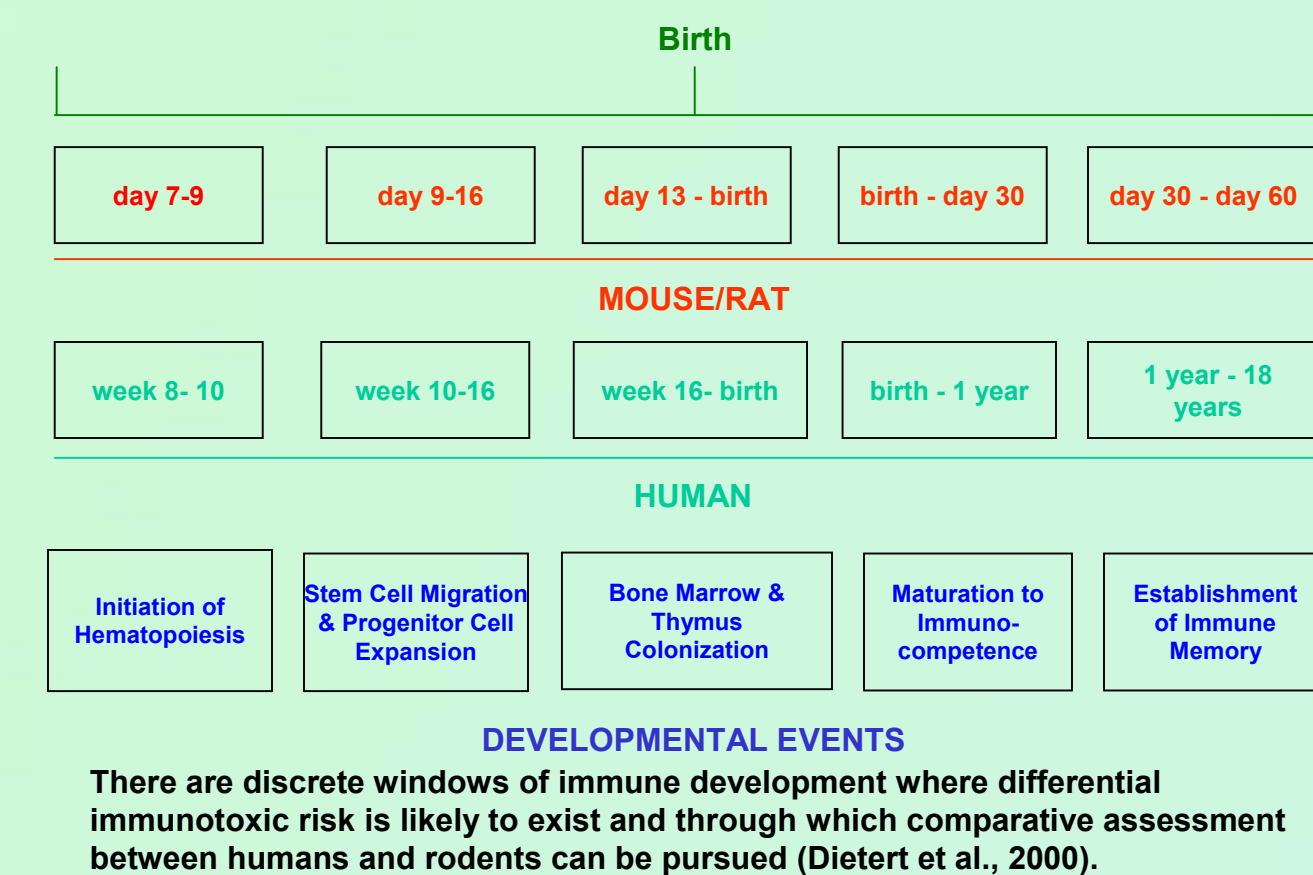 Birth
day 7-9
day 9-16
day 13 - birth
birth - day 30
day 30 - day 60
MOUSE/RAT
week 8- 10
week 10-16
week 16- birth
birth - 1 year
1 year - 18
years
HUMAN
Initiation of
Hematopoiesis
Stem Cell Migration
& Progenitor Cell
Expansion
Bone Marrow &
Thymus
Colonization
Maturation to
Immuno-
competence
Establishment
of Immune
Memory
DEVELOPMENTAL EVENTS
There are discrete windows of immune development where differential
immunotoxic risk is likely to exist and through which comparative assessment
between humans and rodents can be pursued (Dietert et al., 2000).